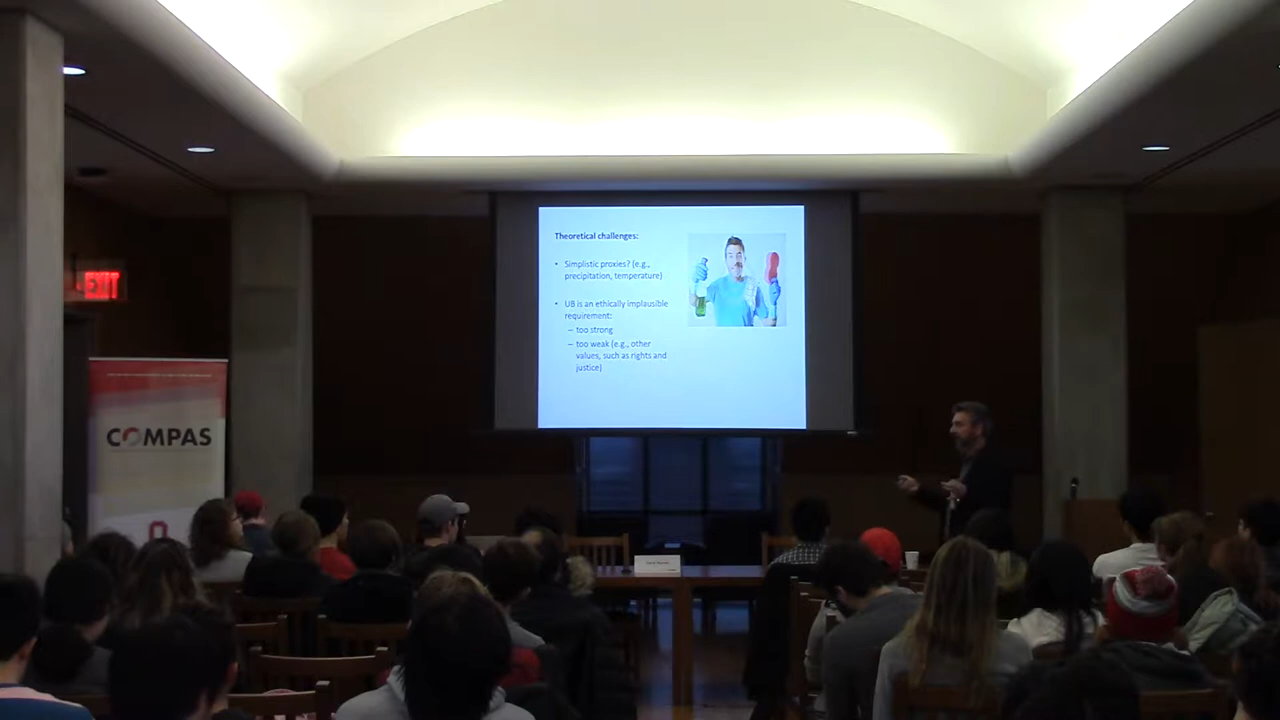 Theoretical challenges:
• Simplistic proxies? (e.g.,
precipitation, temperature)
• UB is an ethically implausible
requirement:
– too strong
– too weak (e.g., other
values, such as rights and
justice)
EXIT
COMPAS